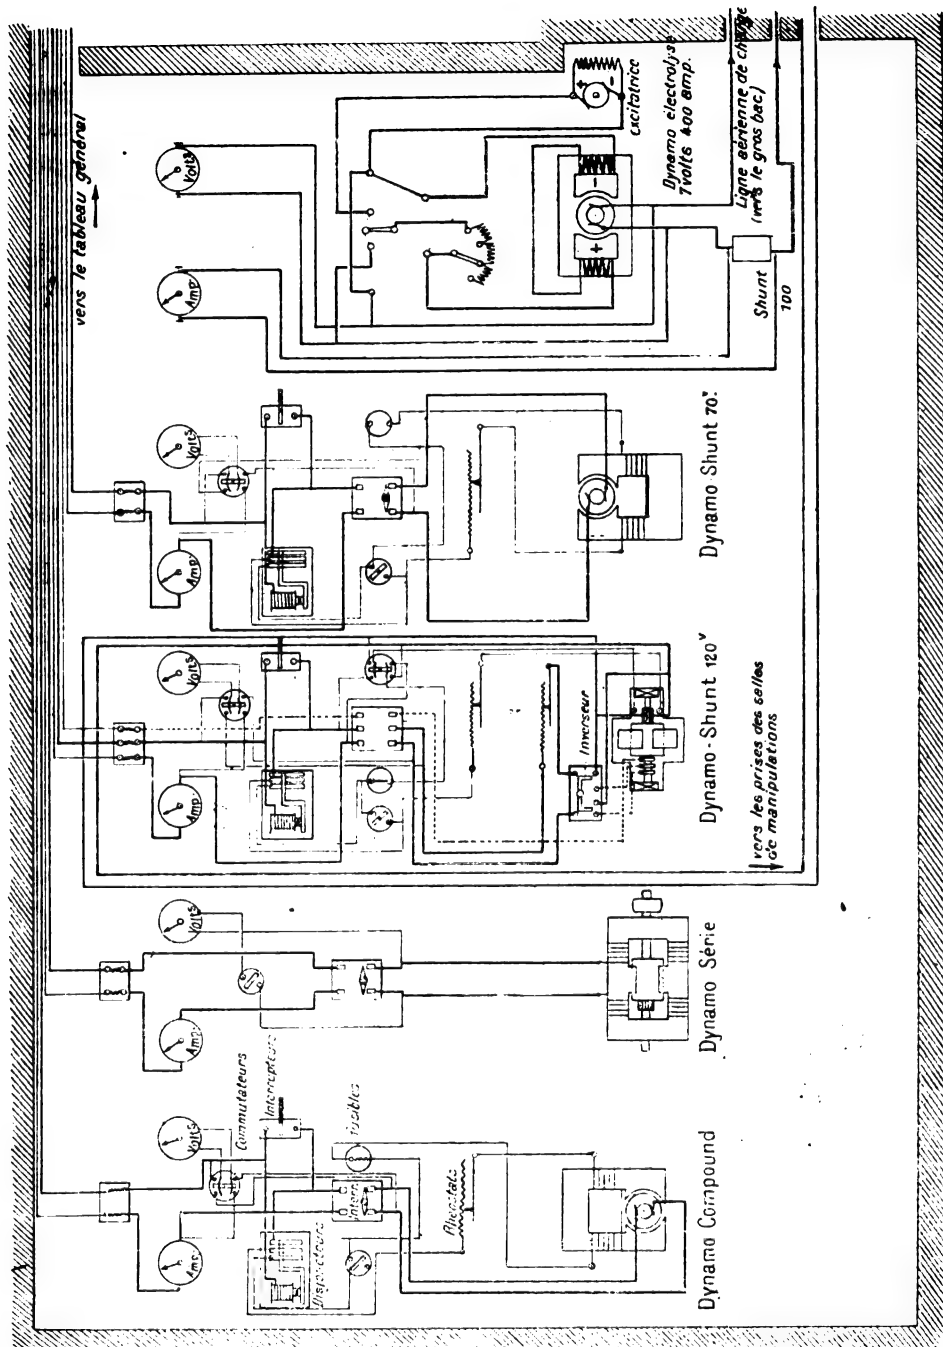 vers le tableau général
Volts
Amp.
excitatrice
+
-
-
+
Dynamo électrolyse
7 volts 400 amp.
Ligne aérienne de charge
(vers le gros bac)
Shunt
100
Volts
Amp.
Dynamo-Shunt 70v
Volts
Amp.
Inverseur
Dynamo-Shunt 120v
vers les prises des salles
de manipulations
Volts
Amp.
Dynamo Série
Volts
Amp.
Commutateurs
Interrupteurs
fusibles
Interr
Disjoncteurs
Rhéostats
Dynamo Compound